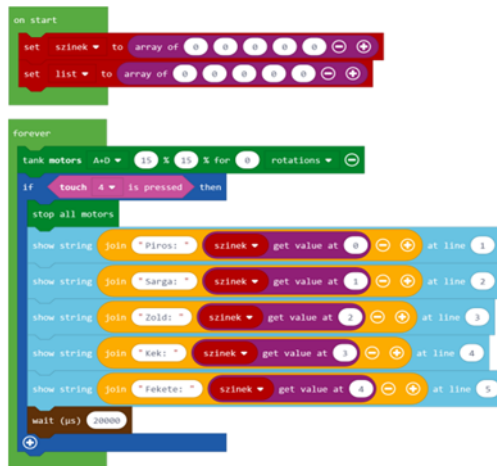 on start
set szinek to array of 0 0 0 0 0
set list to array of 0 0 0 0 0
forever
tank motors A+D 15 % 15 % for 0 rotations
if touch 4 is pressed then
stop all motors
show string join "Piros: " szinek get value at 0 at line 1
show string join "Sarga: " szinek get value at 1 at line 2
show string join "Zold: " szinek get value at 2 at line 3
show string join "Kek: " szinek get value at 3 at line 4
show string join "Fekete: " szinek get value at 4 at line 5
wait (µs) 20000